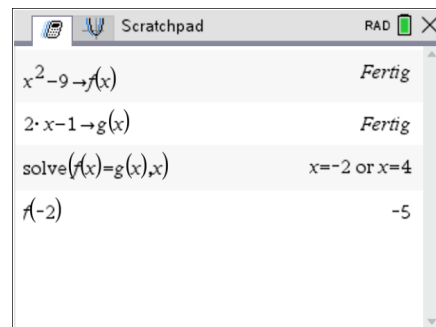 Scratchpad RAD
x²-9→f(x) Fertig
2·x-1→g(x) Fertig
solve(f(x)=g(x),x) x=-2 or x=4
f(-2) -5